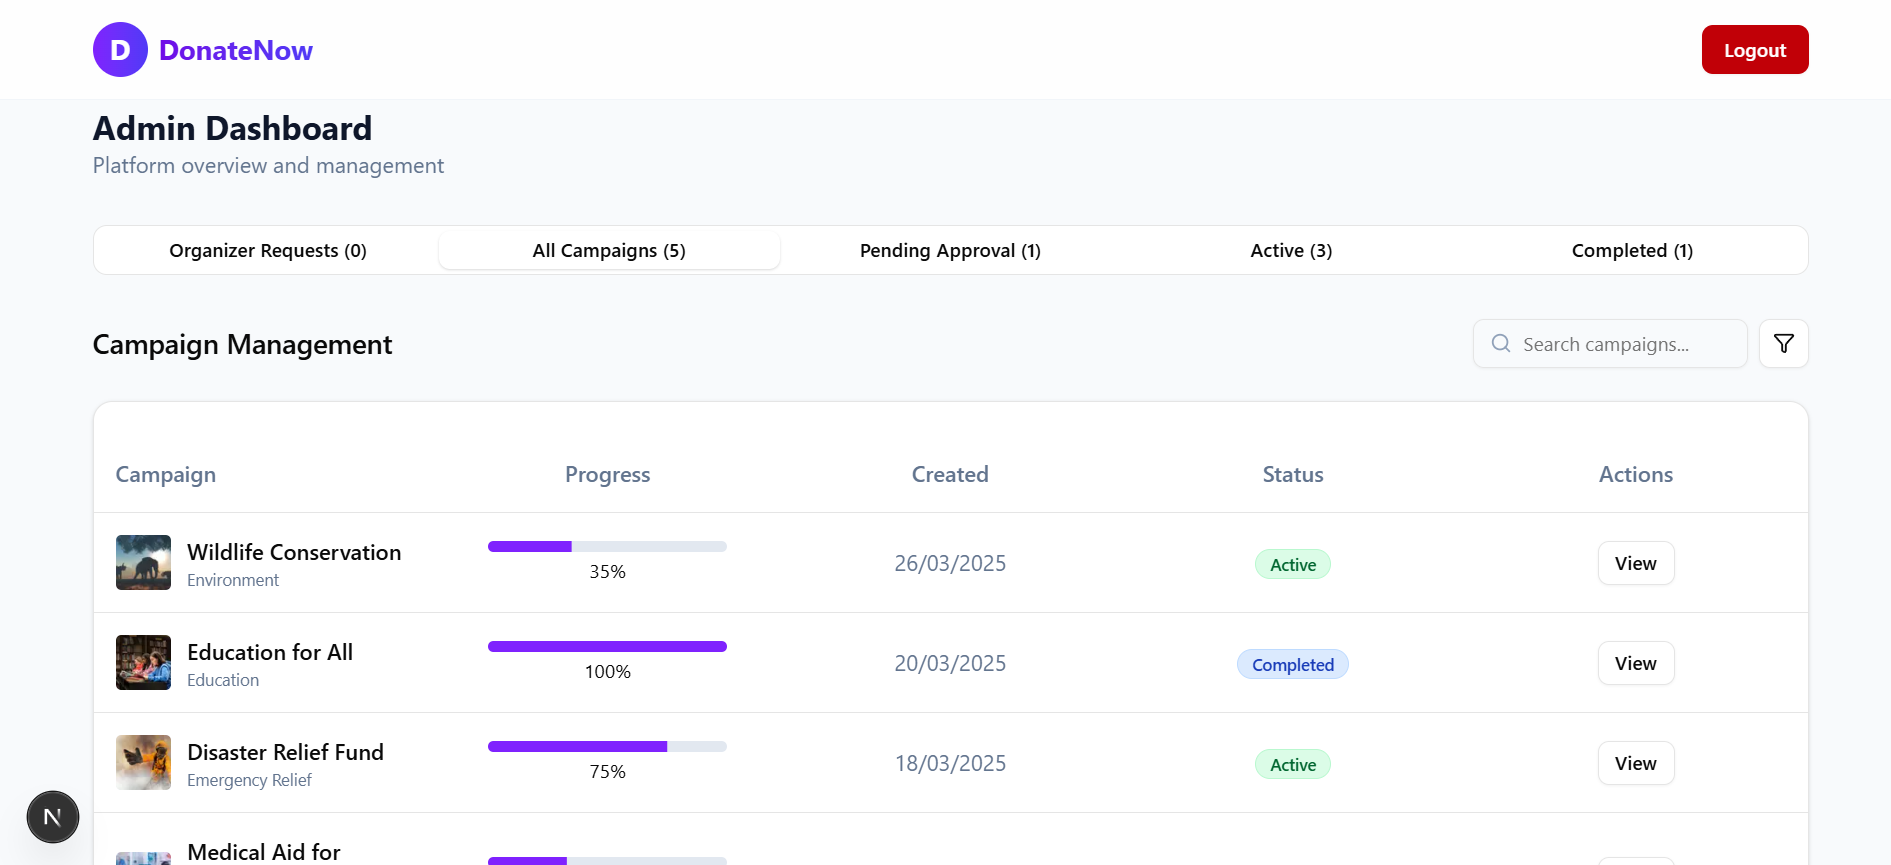 D DonateNow
Logout
Admin Dashboard
Platform overview and management
Organizer Requests (0)
All Campaigns (5)
Pending Approval (1)
Active (3)
Completed (1)
Campaign Management
Search campaigns...
Campaign
Progress
Created
Status
Actions
Wildlife Conservation
Environment
35%
26/03/2025
Active
View
Education for All
Education
100%
20/03/2025
Completed
View
Disaster Relief Fund
Emergency Relief
75%
18/03/2025
Active
View
N
Medical Aid for